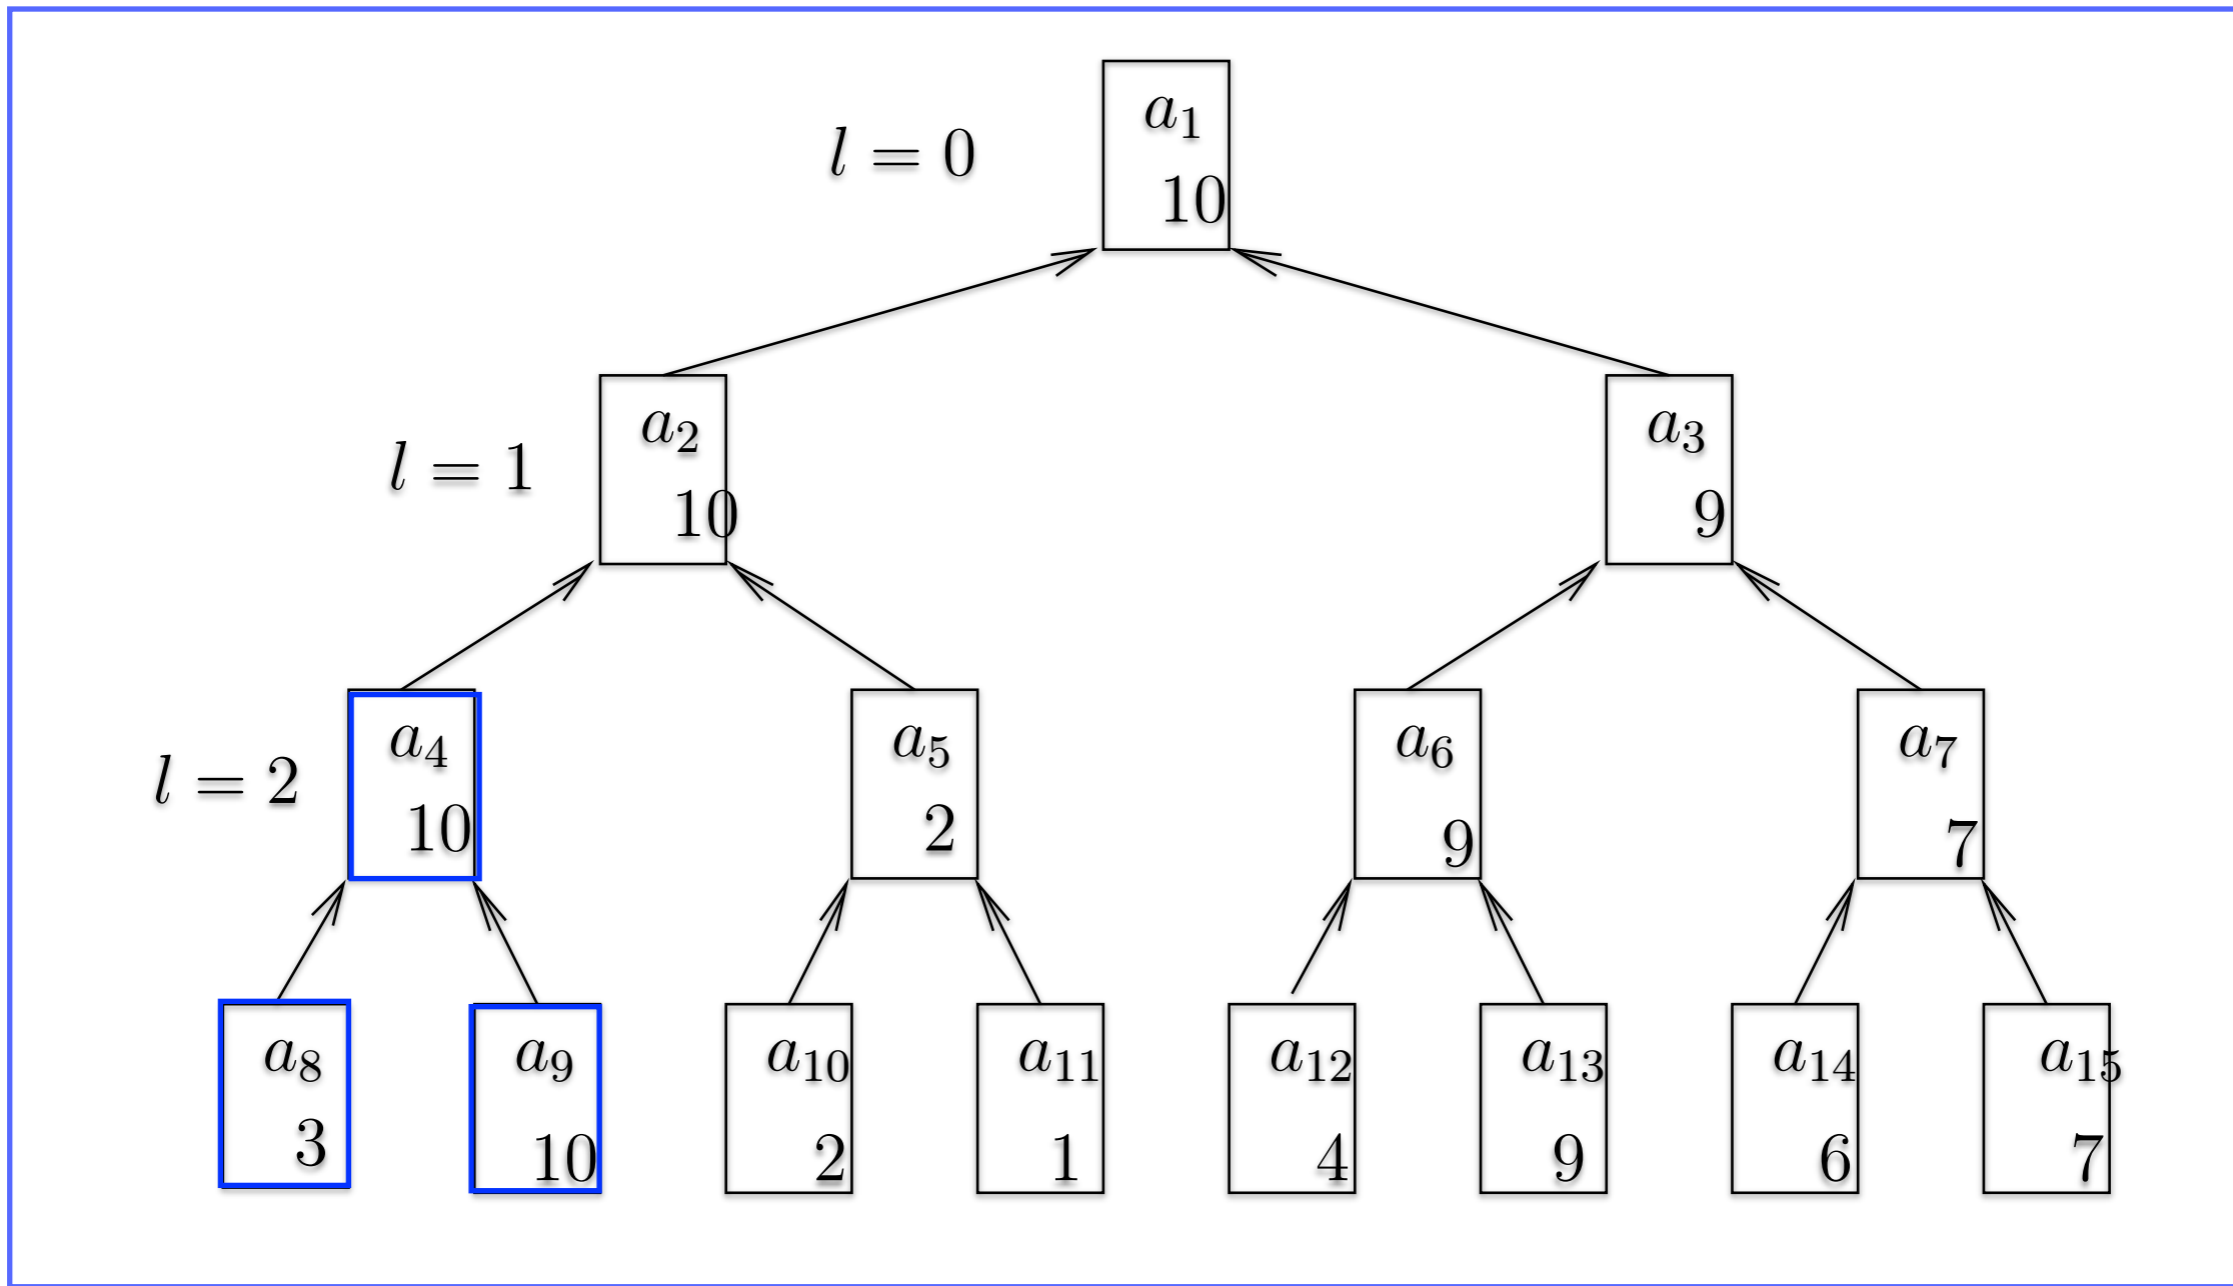 a₁
l = 0
10
a₂ a₃
l = 1
10 9
a₄ a₅ a₆ a₇
l = 2
10 2 9 7
a₈ a₉ a₁₀ a₁₁ a₁₂ a₁₃ a₁₄ a₁₅
3 10 2 1 4 9 6 7